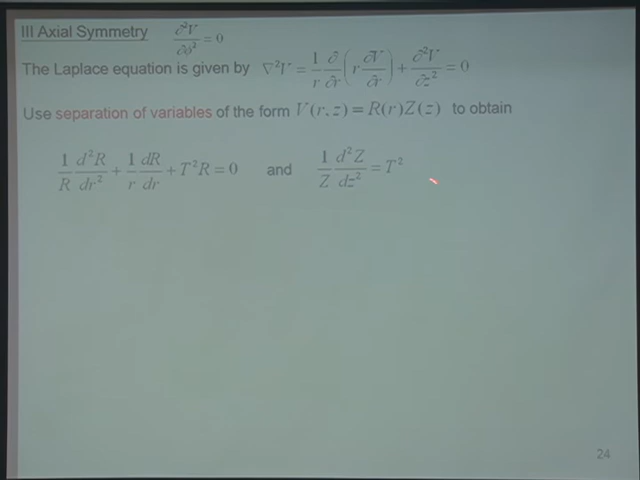 III Axial Symmetry ∂²V/∂θ² = 0
The Laplace equation is given by ∇²V = 1/r ∂/∂r (r ∂V/∂r) + ∂²V/∂z² = 0
Use separation of variables of the form V(r, z) = R(r)Z(z) to obtain
1/R d²R/dr² + 1/r dR/dr + T²R = 0 and 1/Z d²Z/dz² = T²
24